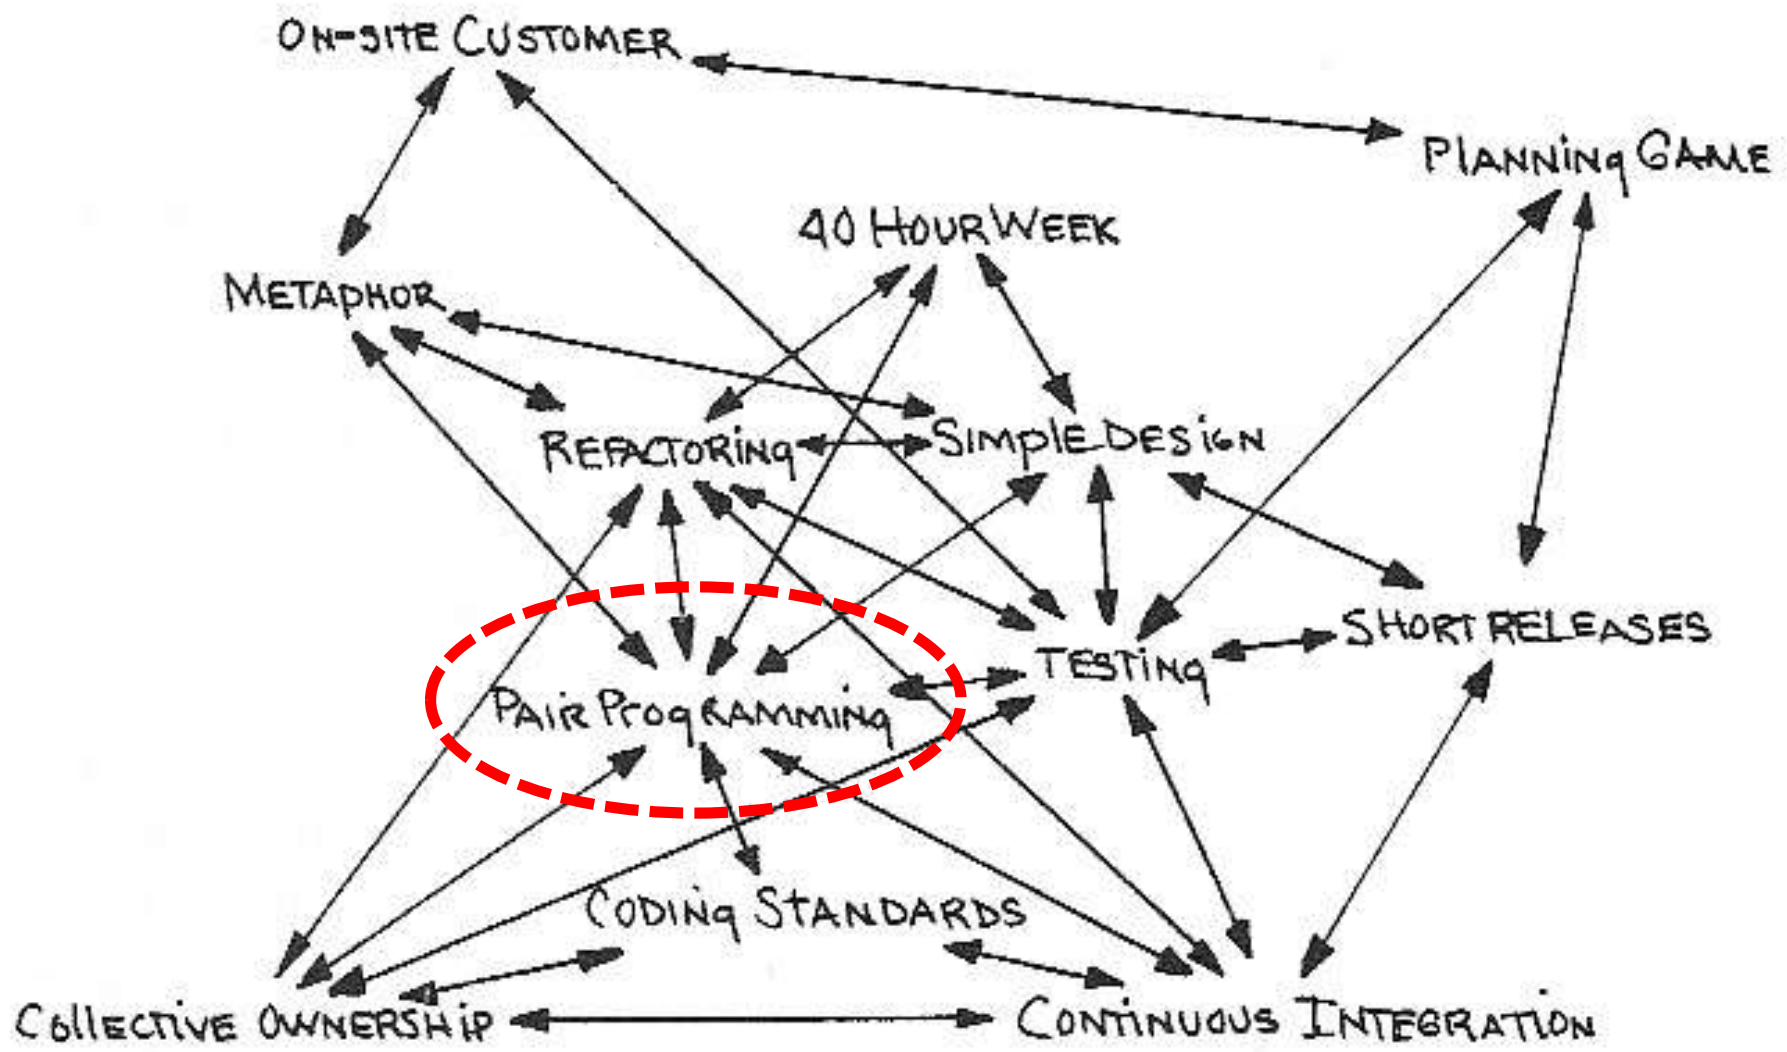 ON-SITE CUSTOMER
PLANNING GAME
40 HOUR WEEK
METAPHOR
REFACTORING
SIMPLE DESIGN
SHORT RELEASES
TESTING
PAIR PROGRAMMING
CODING STANDARDS
COLLECTIVE OWNERSHIP
CONTINUOUS INTEGRATION